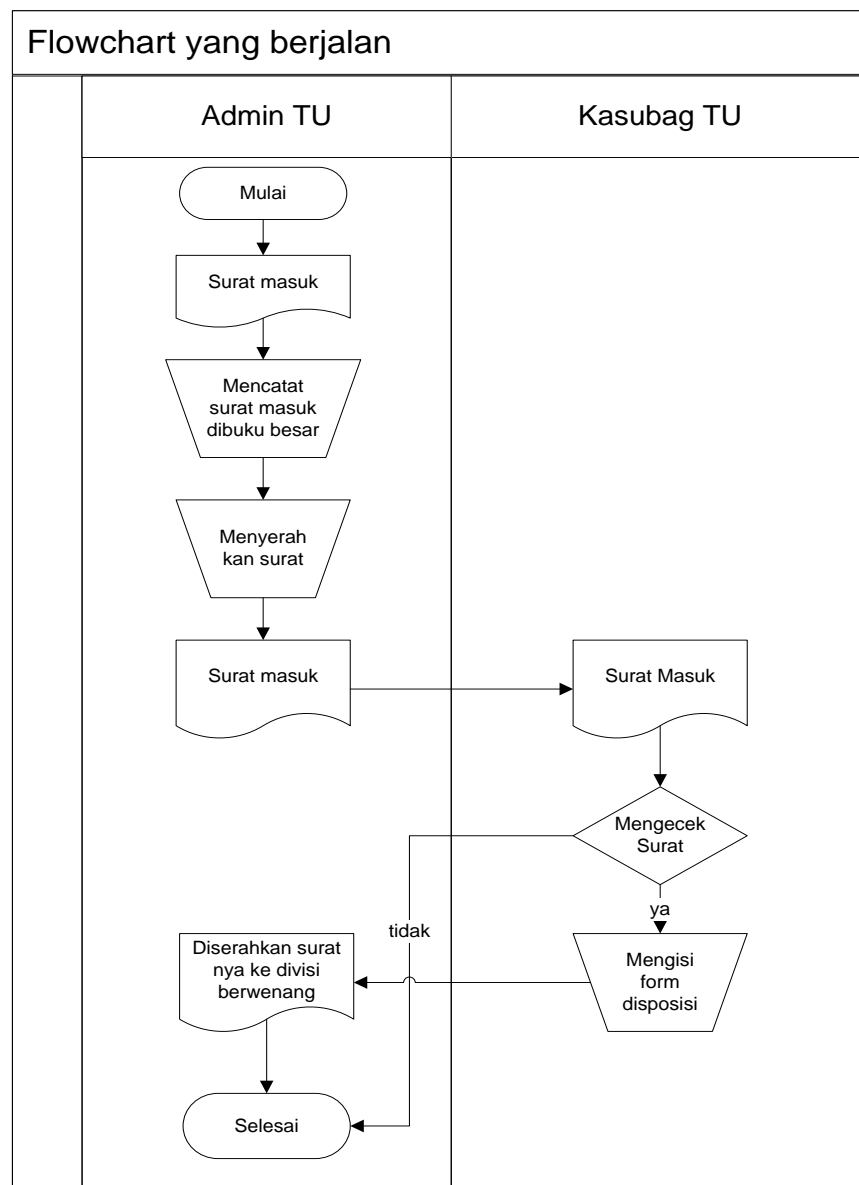 Flowchart yang berjalan
Admin TU
Kasubag TU
Mulai
Surat masuk
Mencatat
surat masuk
dibuku besar
Menyerah
kan surat
Surat masuk
Surat Masuk
Mengecek
Surat
ya
tidak
Diserahkan surat
nya ke divisi
berwenang
Mengisi
form
disposisi
Selesai